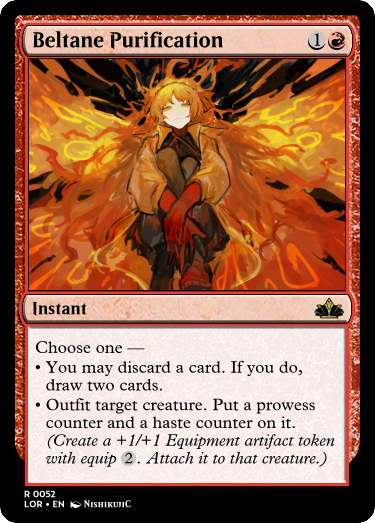 Beltane Purification 1
Instant
Choose one —
• You may discard a card. If you do,
draw two cards.
• Outfit target creature. Put a prowess
counter and a haste counter on it.
(Create a +1/+1 Equipment artifact token
with equip 2. Attach it to that creature.)
R 0052
LOR • EN Nishikujic